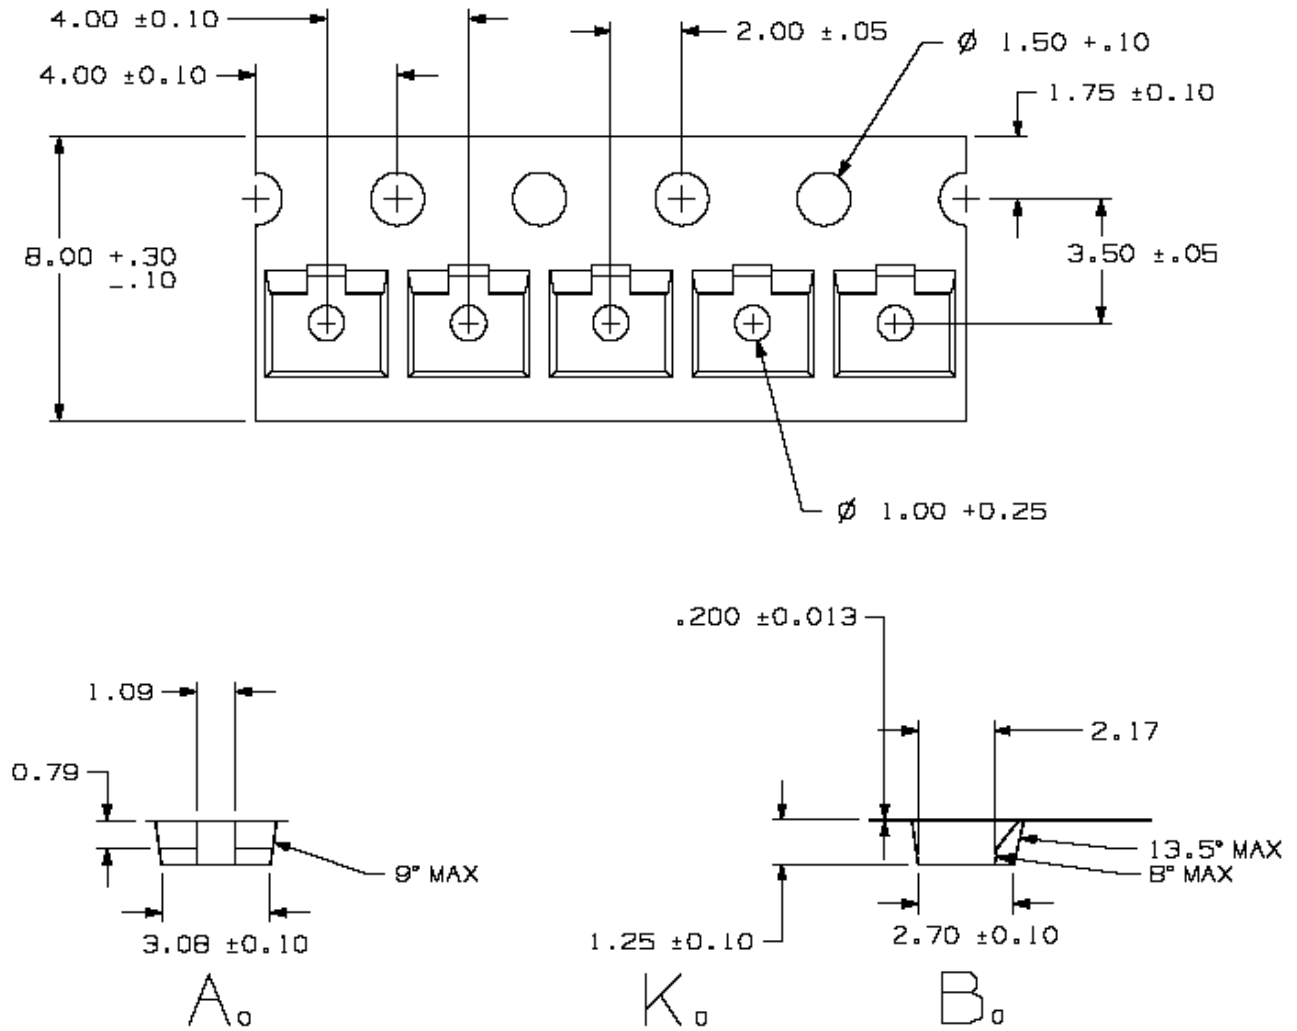 4.00 ±0.10
2.00 ±.05
Ø 1.50 +.10
4.00 ±0.10
1.75 ±0.10
8.00 +.30
-.10
3.50 ±.05
Ø 1.00 +0.25
.200 ±0.013
1.09
2.17
0.79
13.5° MAX
9° MAX
8° MAX
3.08 ±0.10
1.25 ±0.10
2.70 ±0.10
A₀
K₀
B₀